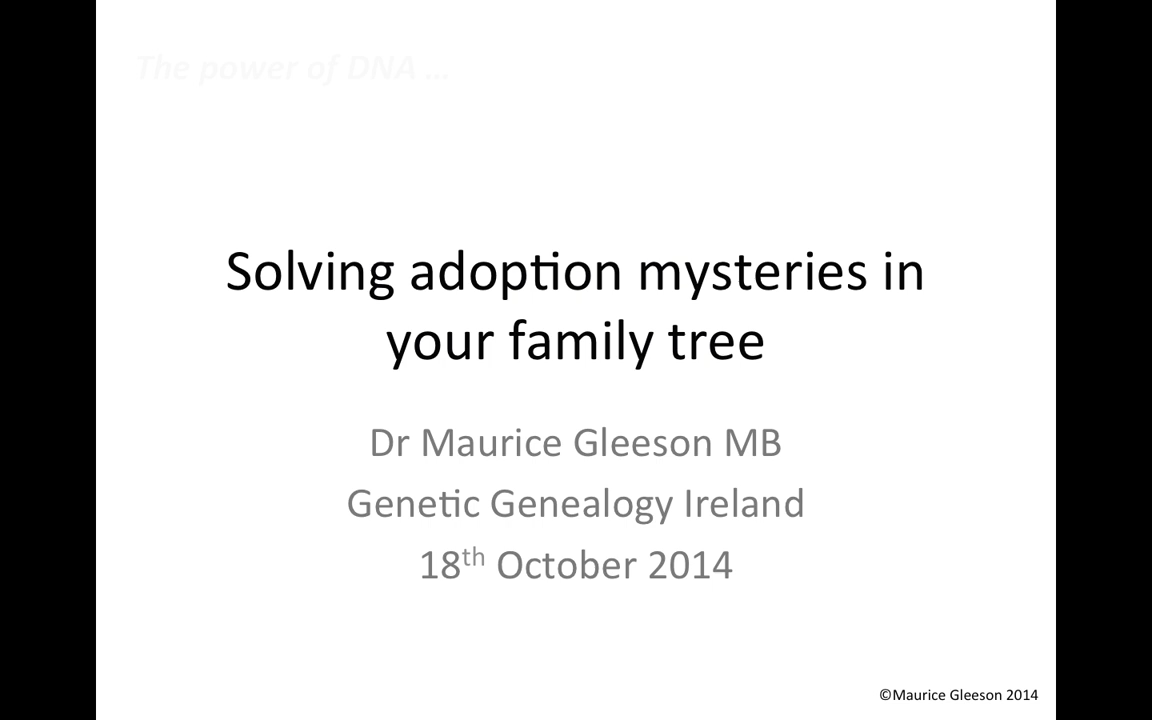 The power of DNA ...
Solving adoption mysteries in
your family tree
Dr Maurice Gleeson MB
Genetic Genealogy Ireland
18th October 2014
©Maurice Gleeson 2014